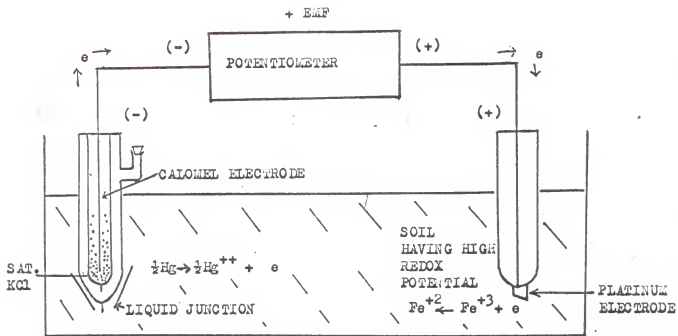 + EMF
e →
↑
(-)
POTENTIOMETER
(+)
→
e
↓
(-)
(+)
CALOMEL ELECTRODE
SAT.
KCl
½Hg→½Hg++ + e
LIQUID JUNCTION
SOIL
HAVING HIGH
REDOX
POTENTIAL
Fe+2 ← Fe+3 + e
PLATINUM
ELECTRODE